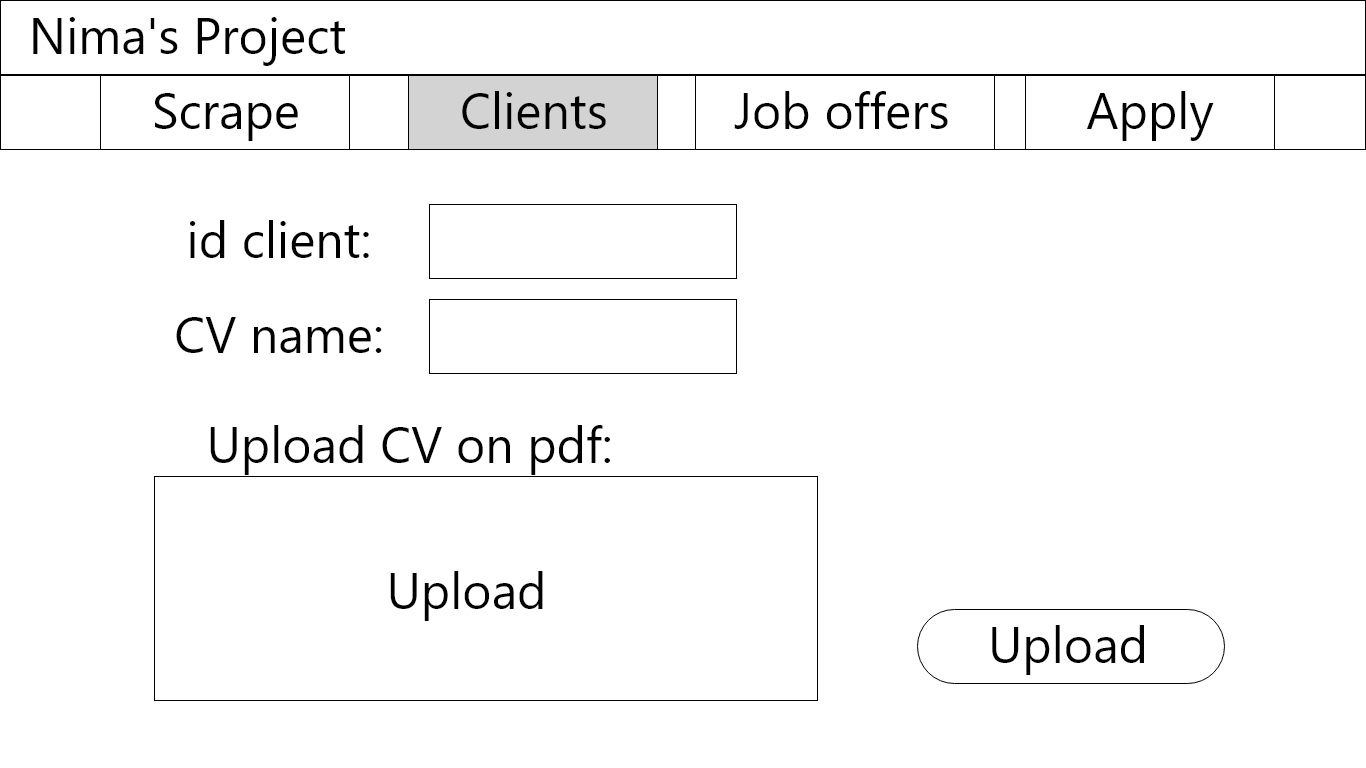 Nima's Project
Scrape Clients Job offers Apply
id client:
CV name:
Upload CV on pdf:
Upload
Upload